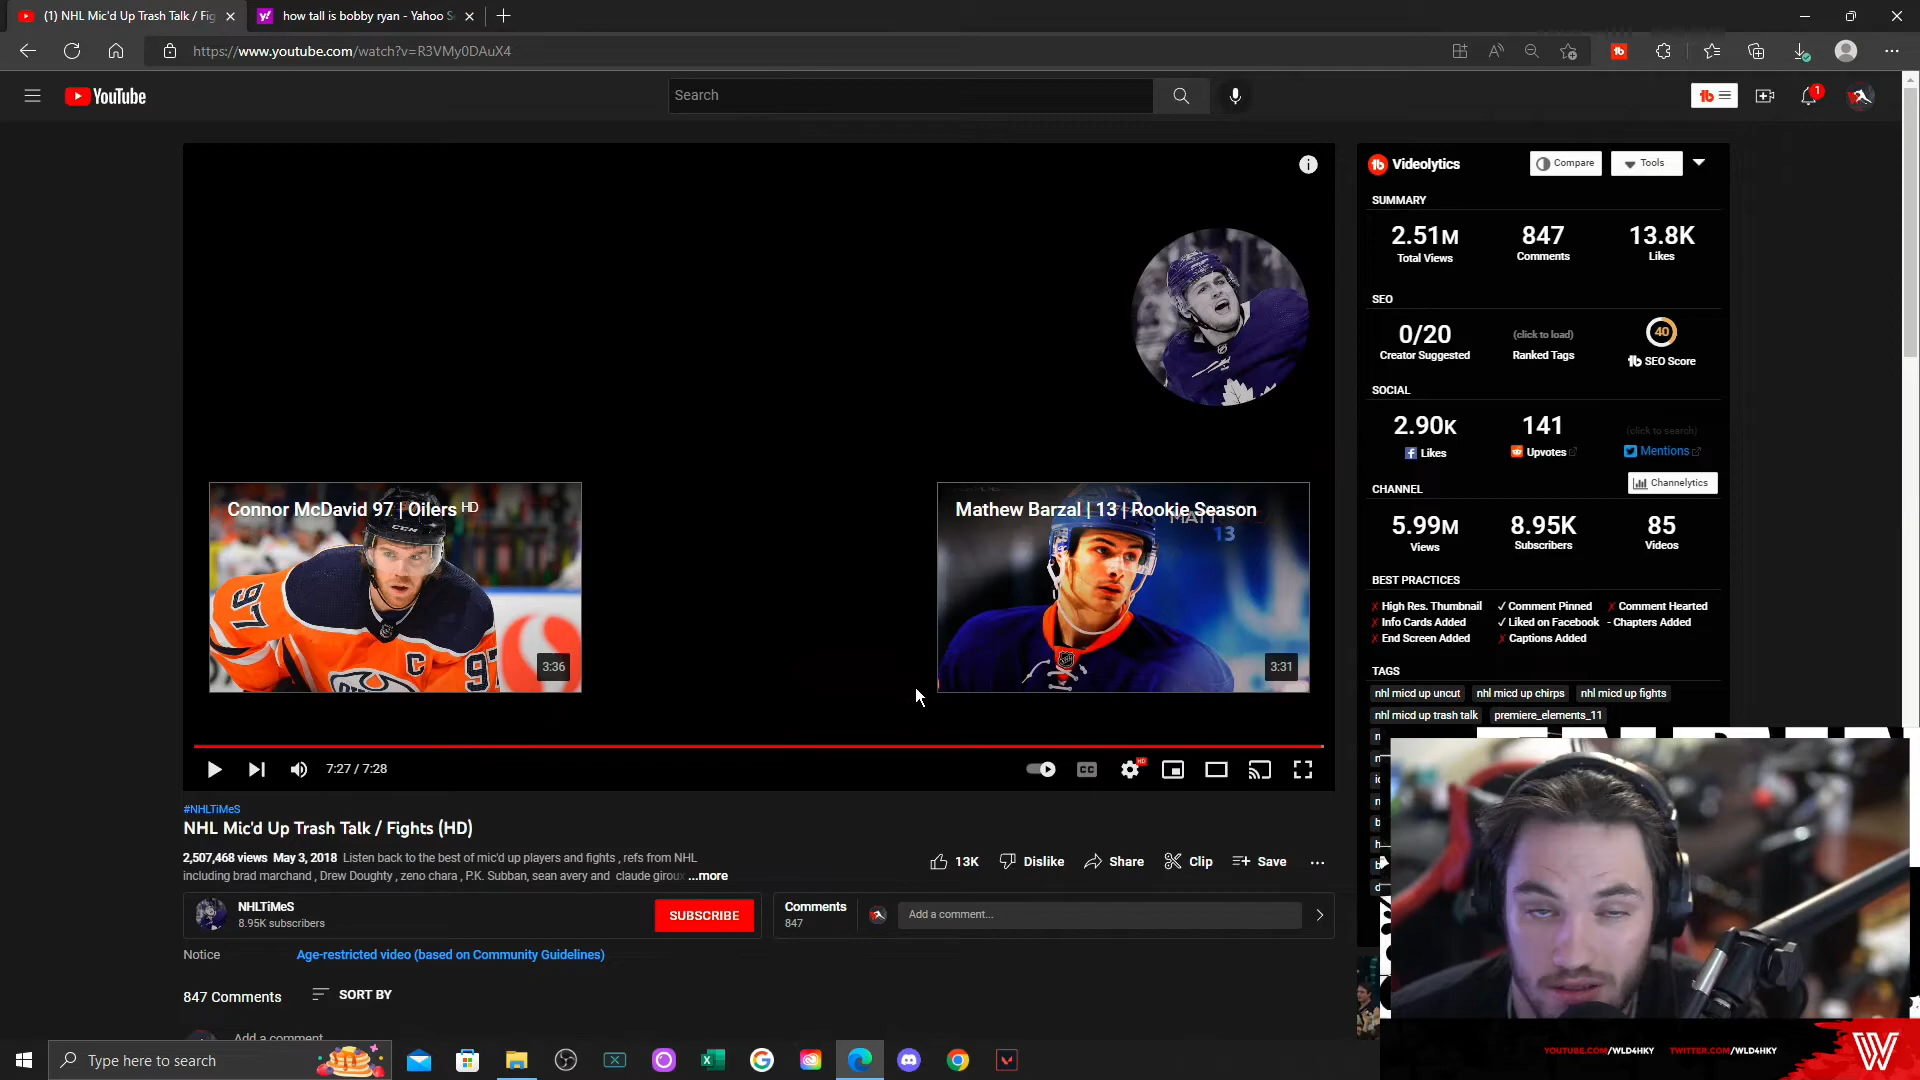 (1) NHL Mic'd Up Trash Talk / Fig
how tall is bobby ryan - Yahoo S
https://www.youtube.com/watch?v=R3VMy0DAuX4
YouTube
Search
1
Connor McDavid 97 | Oilers HD
3:36
Mathew Barzal | 13 | Rookie Season
13
3:31
7:27 / 7:28
#NHLTiMeS
NHL Mic'd Up Trash Talk / Fights (HD)
2,507,468 views May 3, 2018 Listen back to the best of mic'd up players and fights , refs from NHL
including brad marchand , Drew Doughty , zeno chara , P.K. Subban, sean avery and claude giroux ...more
13K Dislike Share Clip Save
NHLTiMeS
8.95K subscribers
SUBSCRIBE
Comments
847
Add a comment...
Notice Age-restricted video (based on Community Guidelines)
847 Comments SORT BY
Add a comment
Videolytics Compare Tools
SUMMARY
2.51M 847 13.8K
Total Views Comments Likes
SEO
0/20 (click to load) 40
Creator Suggested Ranked Tags SEO Score
SOCIAL
2.90K 141 (click to search)
Likes Upvotes Mentions
CHANNEL Channelytics
5.99M 8.95K 85
Views Subscribers Videos
BEST PRACTICES
✗ High Res. Thumbnail ✓ Comment Pinned ✗ Comment Hearted
✗ Info Cards Added ✓ Liked on Facebook - Chapters Added
✗ End Screen Added ✗ Captions Added
TAGS
nhl micd up uncut nhl micd up chirps nhl micd up fights
nhl micd up trash talk premiere_elements_11
YOUTUBE.COM/WLD4HKY TWITTER.COM/WLD4HKY
W
Type here to search